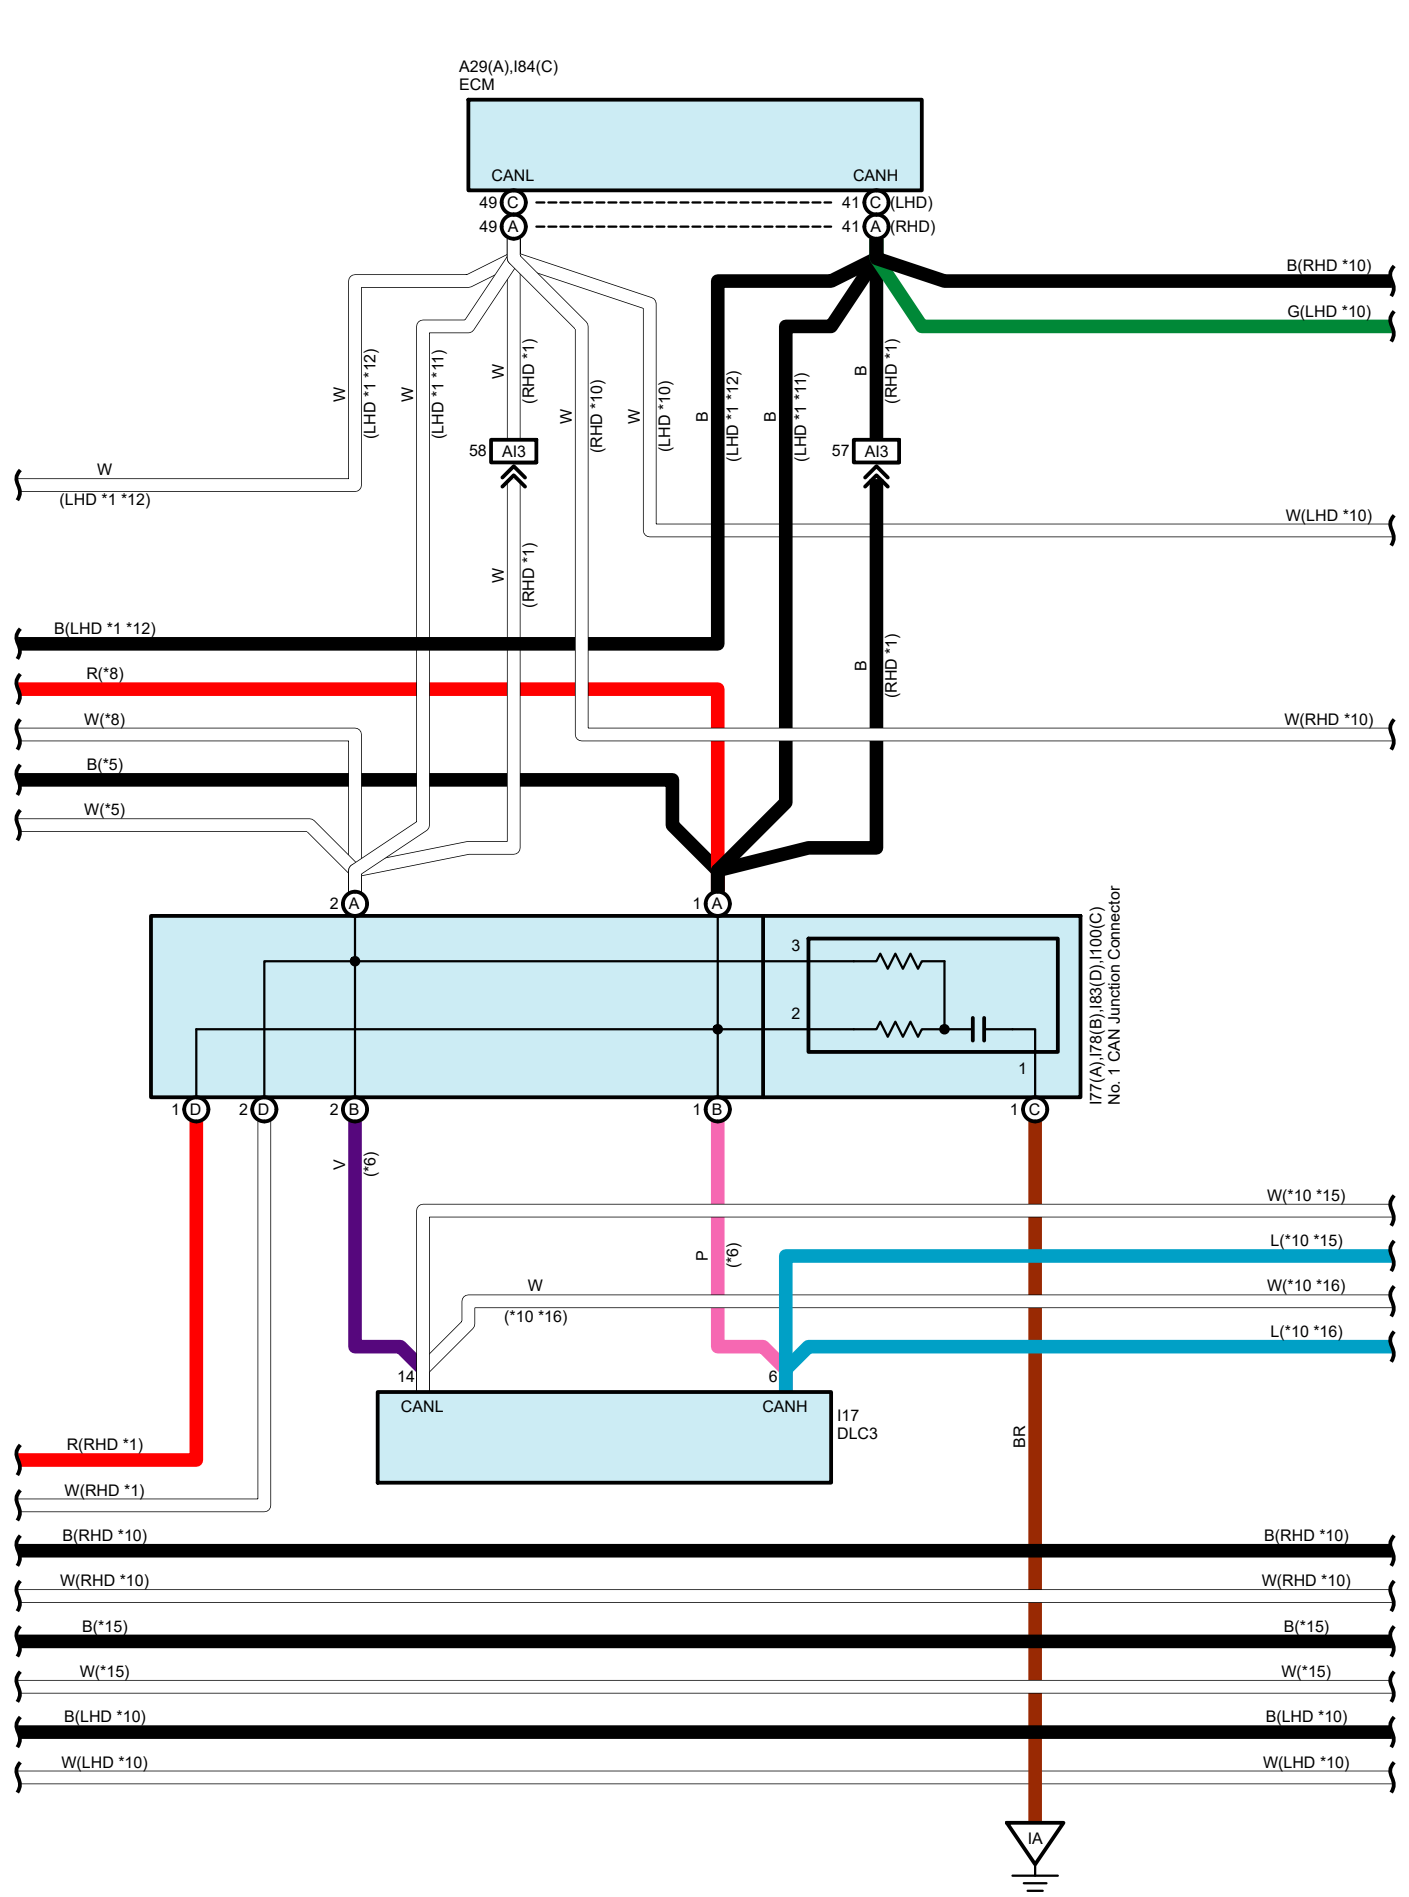 A29(A),I84(C)
ECM
CANL
CANH
49 C
41 C (LHD)
49 A
41 A (RHD)
B(RHD *10)
G(LHD *10)
W
(LHD *1 *12)
W
(LHD *1 *11)
W
(RHD *1)
W
(RHD *10)
W
(LHD *10)
B
(LHD *1 *12)
B
(LHD *1 *11)
B
(RHD *1)
58 AI3
57 AI3
W
(LHD *1 *12)
W(LHD *10)
W
(RHD *1)
B(LHD *1 *12)
B
(RHD *1)
R(*8)
W(*8)
W(RHD *10)
B(*5)
W(*5)
2 A
1 A
3
2
1
I77(A),I78(B),I83(D),I100(C)
No. 1 CAN Junction Connector
1 D
2 D
2 B
1 B
1 C
V
(*6)
P
(*6)
W(*10 *15)
L(*10 *15)
W
(*10 *16)
W(*10 *16)
L(*10 *16)
14
6
CANL
CANH
I17
DLC3
BR
R(RHD *1)
W(RHD *1)
B(RHD *10)
B(RHD *10)
W(RHD *10)
W(RHD *10)
B(*15)
B(*15)
W(*15)
W(*15)
B(LHD *10)
B(LHD *10)
W(LHD *10)
W(LHD *10)
IA